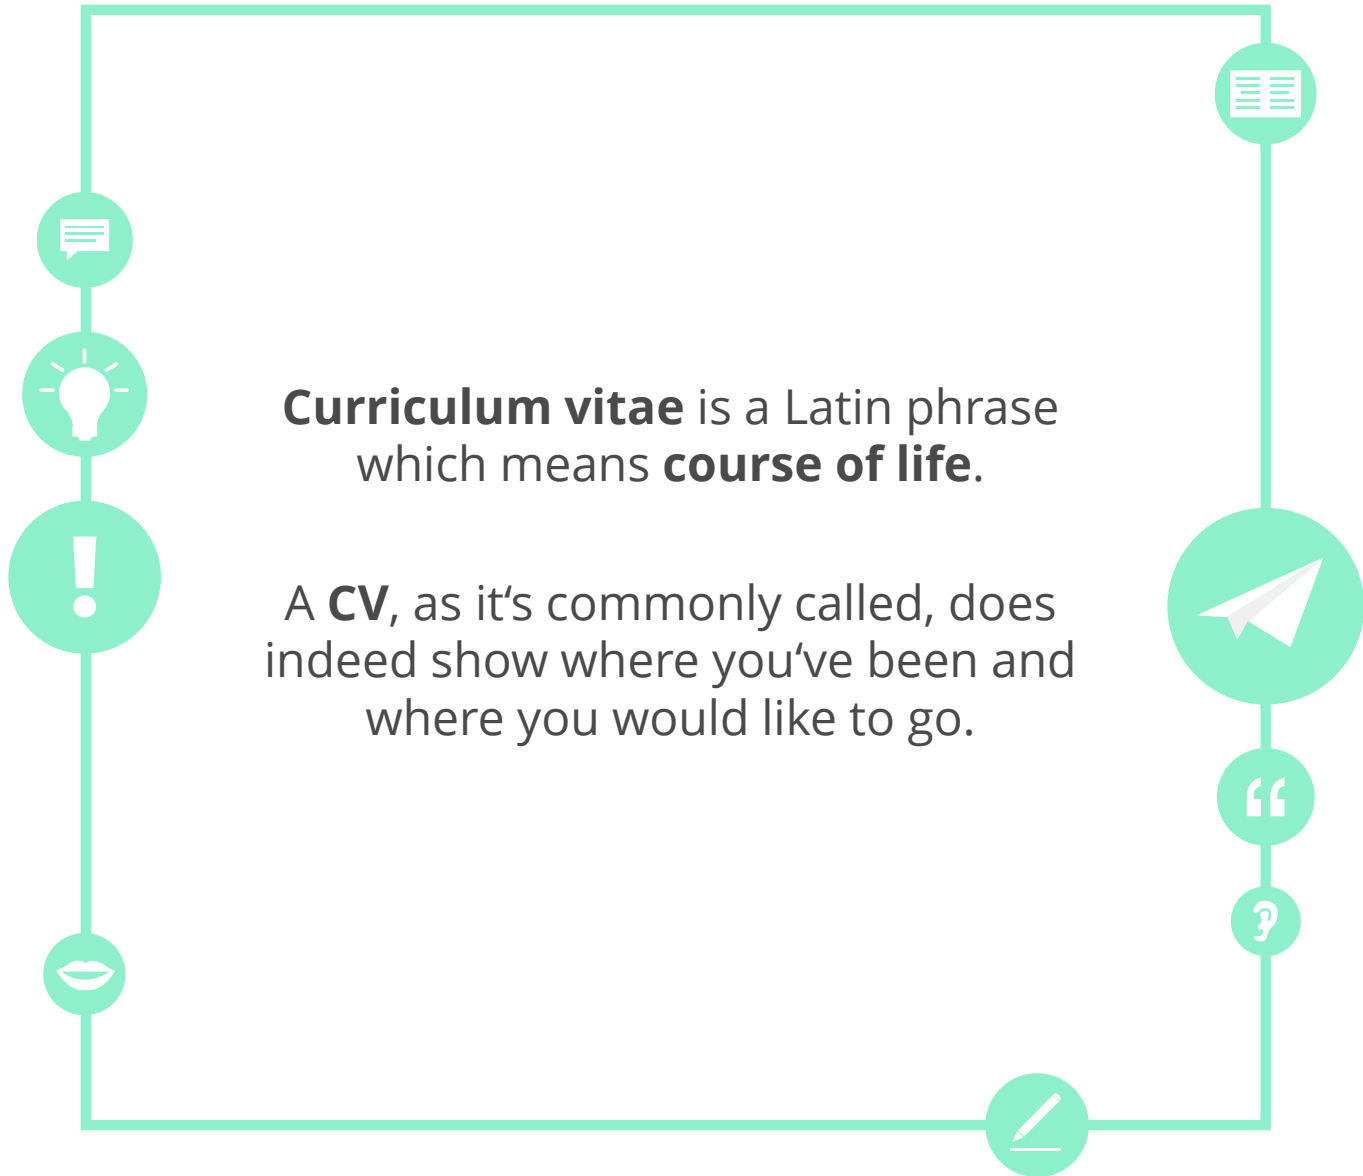 Curriculum vitae is a Latin phrase
which means course of life.
A CV, as it‘s commonly called, does
indeed show where you‘ve been and
where you would like to go.